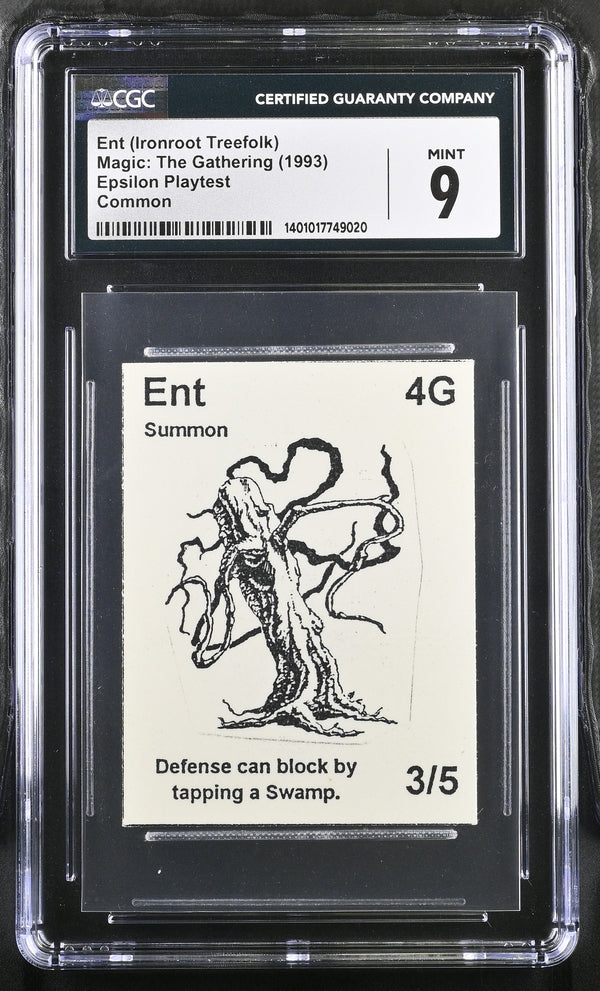 CGC
CERTIFIED GUARANTY COMPANY
Ent (Ironroot Treefolk)
Magic: The Gathering (1993)
Epsilon Playtest
Common
MINT
9
1401017749020
Ent
4G
Summon
Defense can block by
tapping a Swamp.
3/5